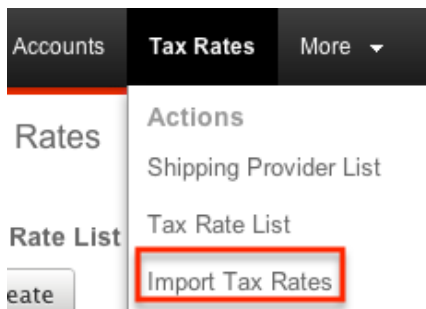 Accounts Tax Rates More
Rates
Actions
Shipping Provider List
Rate List
Tax Rate List
Import Tax Rates
eate